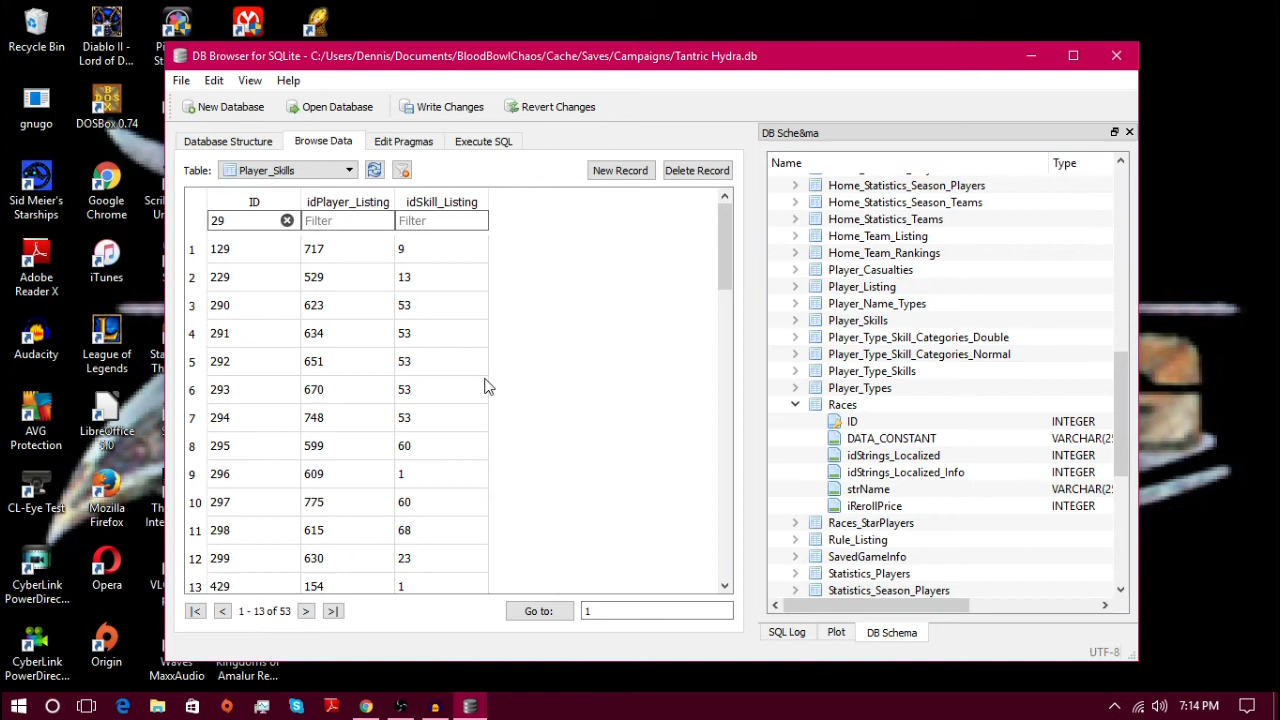 DB Browser for SQLite - C:/Users/Dennis/Documents/BloodBowlChaos/Cache/Saves/Campaigns/Tantric Hydra.db
File Edit View Help
New Database Open Database Write Changes Revert Changes
Database Structure Browse Data Edit Pragmas Execute SQL
Table: Player_Skills New Record Delete Record
ID idPlayer_Listing idSkill_Listing
29 Filter Filter
1 129 717 9
2 229 529 13
3 290 623 53
4 291 634 53
5 292 651 53
6 293 670 53
7 294 748 53
8 295 599 60
9 296 609 1
10 297 775 60
11 298 615 68
12 299 630 23
13 429 154 1
|< < 1 - 13 of 53 > >| Go to: 1
DB Sche&ma
Name Type
Home_Statistics_Season_Players
Home_Statistics_Season_Teams
Home_Statistics_Teams
Home_Team_Listing
Home_Team_Rankings
Player_Casualties
Player_Listing
Player_Name_Types
Player_Skills
Player_Type_Skill_Categories_Double
Player_Type_Skill_Categories_Normal
Player_Type_Skills
Player_Types
Races
ID INTEGER
DATA_CONSTANT VARCHAR(2
idStrings_Localized INTEGER
idStrings_Localized_Info INTEGER
strName VARCHAR(2
iRerollPrice INTEGER
Races_StarPlayers
Rule_Listing
SavedGameInfo
Statistics_Players
Statistics_Season_Players
SQL Log Plot DB Schema
UTF-8
Recycle Bin
Diablo II -
Lord of D...
gnugo
DOSBox 0.74
Sid Meier's
Starships
Google
Chrome
Adobe
Reader X
iTunes
Audacity
League of
Legends
AVG
Protection
LibreOffice
CL-Eye Test
Mozilla
Firefox
CyberLink
PowerDirec...
Opera
CyberLink
PowerDirec...
Origin
Waves
MaxxAudio
Kingdoms of
Amalur Re...
7:14 PM